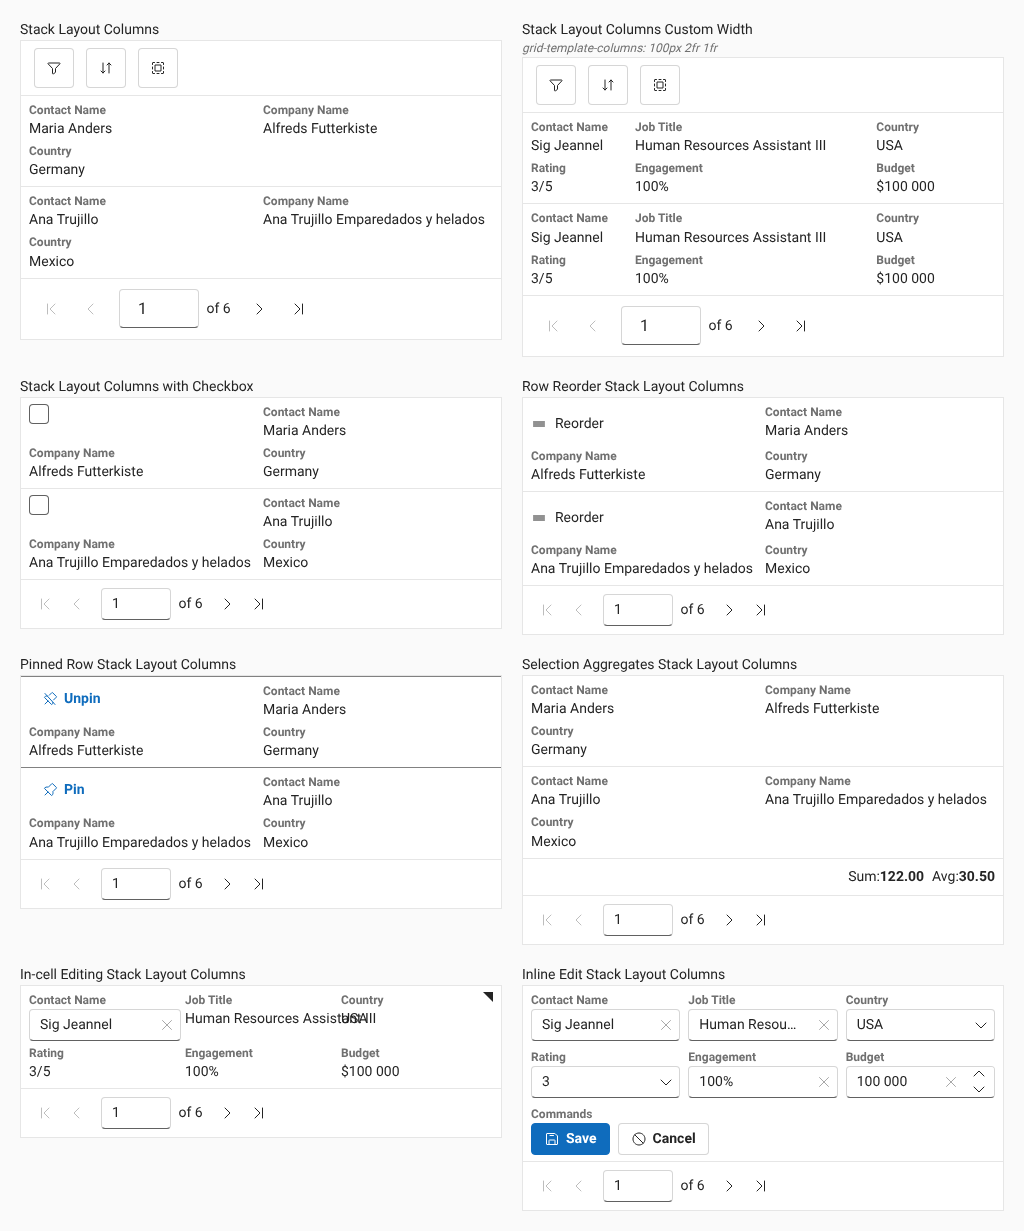 Stack Layout Columns
Contact Name Company Name
Maria Anders Alfreds Futterkiste
Country
Germany
Contact Name Company Name
Ana Trujillo Ana Trujillo Emparedados y helados
Country
Mexico
1 of 6
Stack Layout Columns Custom Width
grid-template-columns: 100px 2fr 1fr
Contact Name Job Title Country
Sig Jeannel Human Resources Assistant III USA
Rating Engagement Budget
3/5 100% $100 000
Contact Name Job Title Country
Sig Jeannel Human Resources Assistant III USA
Rating Engagement Budget
3/5 100% $100 000
1 of 6
Stack Layout Columns with Checkbox
Contact Name
Maria Anders
Company Name Country
Alfreds Futterkiste Germany
Contact Name
Ana Trujillo
Company Name Country
Ana Trujillo Emparedados y helados Mexico
1 of 6
Row Reorder Stack Layout Columns
Reorder Contact Name
Maria Anders
Company Name Country
Alfreds Futterkiste Germany
Reorder Contact Name
Ana Trujillo
Company Name Country
Ana Trujillo Emparedados y helados Mexico
1 of 6
Pinned Row Stack Layout Columns
Unpin Contact Name
Maria Anders
Company Name Country
Alfreds Futterkiste Germany
Pin Contact Name
Ana Trujillo
Company Name Country
Ana Trujillo Emparedados y helados Mexico
1 of 6
Selection Aggregates Stack Layout Columns
Contact Name Company Name
Maria Anders Alfreds Futterkiste
Country
Germany
Contact Name Company Name
Ana Trujillo Ana Trujillo Emparedados y helados
Country
Mexico
Sum:122.00 Avg:30.50
1 of 6
In-cell Editing Stack Layout Columns
Contact Name Job Title Country
Sig Jeannel Human Resources Assistant III USA
Rating Engagement Budget
3/5 100% $100 000
1 of 6
Inline Edit Stack Layout Columns
Contact Name Job Title Country
Sig Jeannel Human Resou... USA
Rating Engagement Budget
3 100% 100 000
Commands
Save Cancel
1 of 6